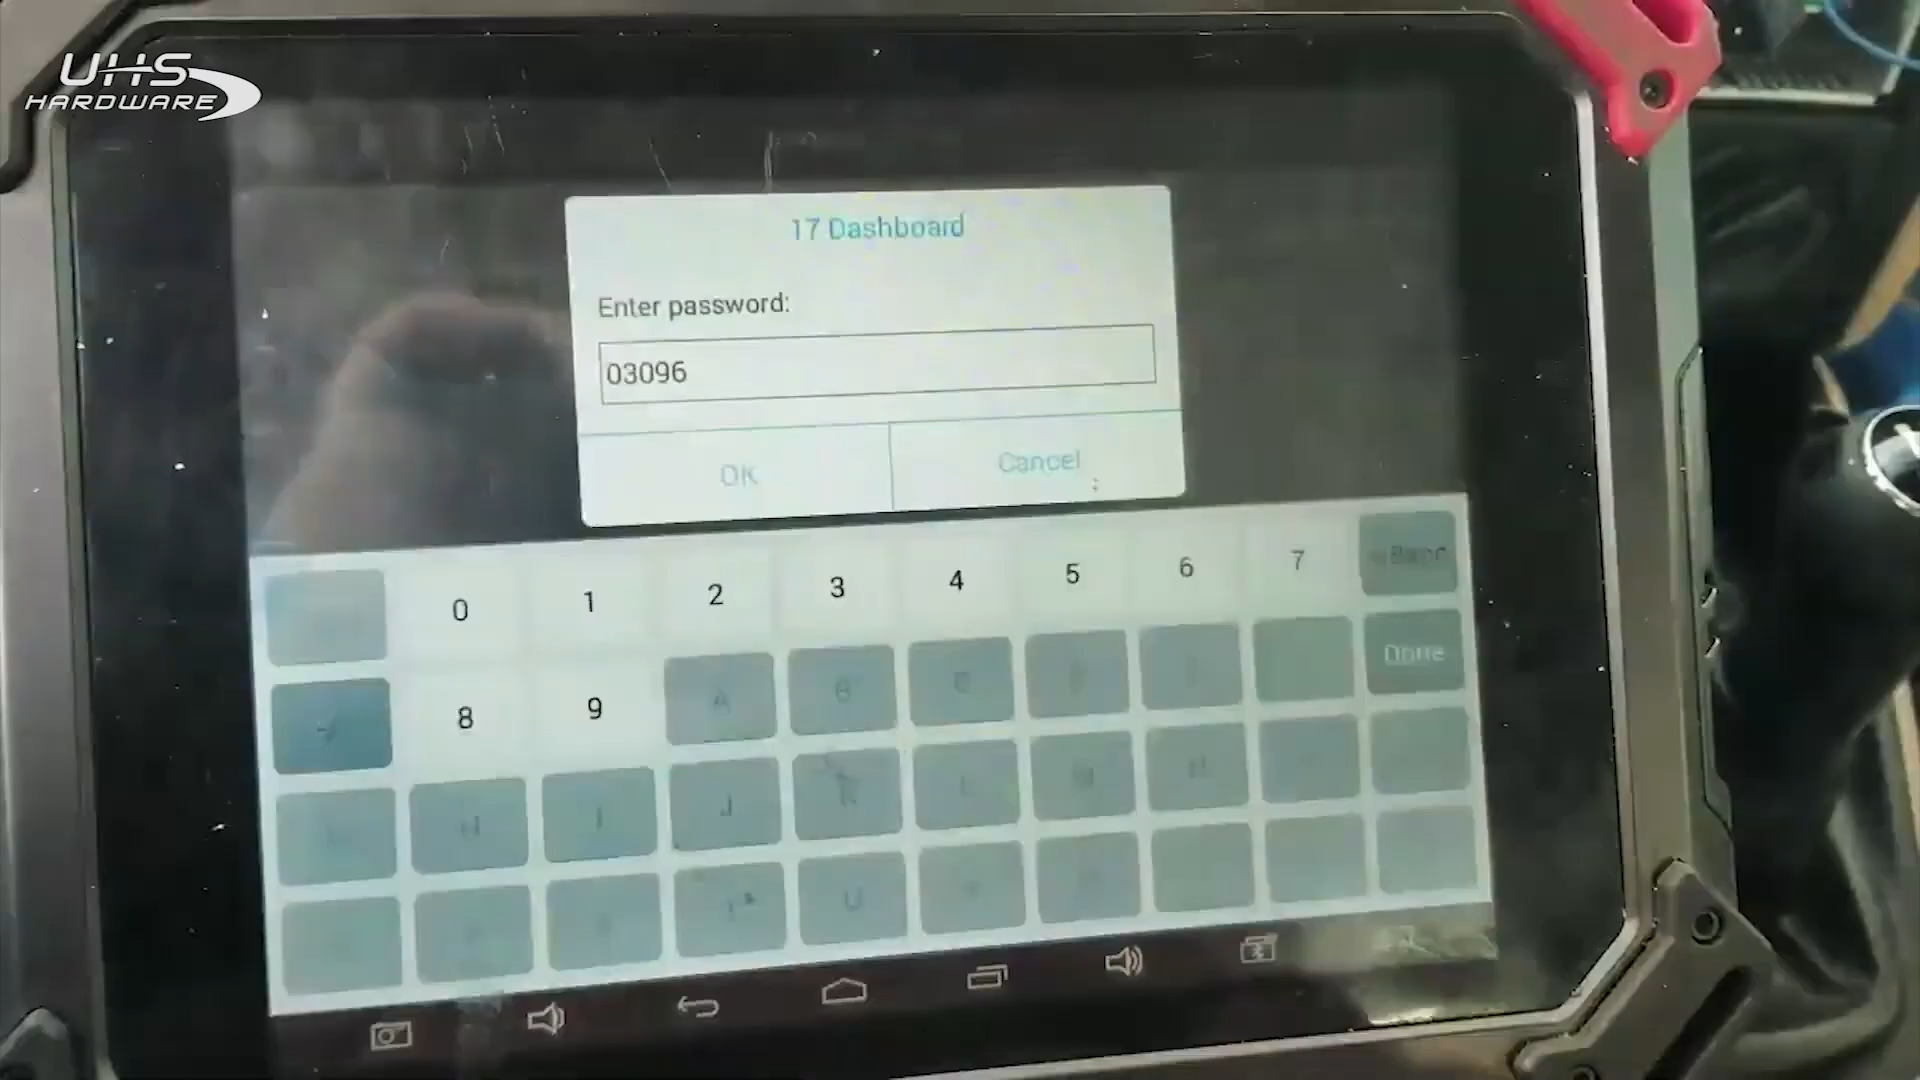 UHS
HARDWARE
17 Dashboard
Enter password:
03096
OK
Cancel
0 1 2 3 4 5 6 7
8 9 A B C Done
H I J K L M N
U